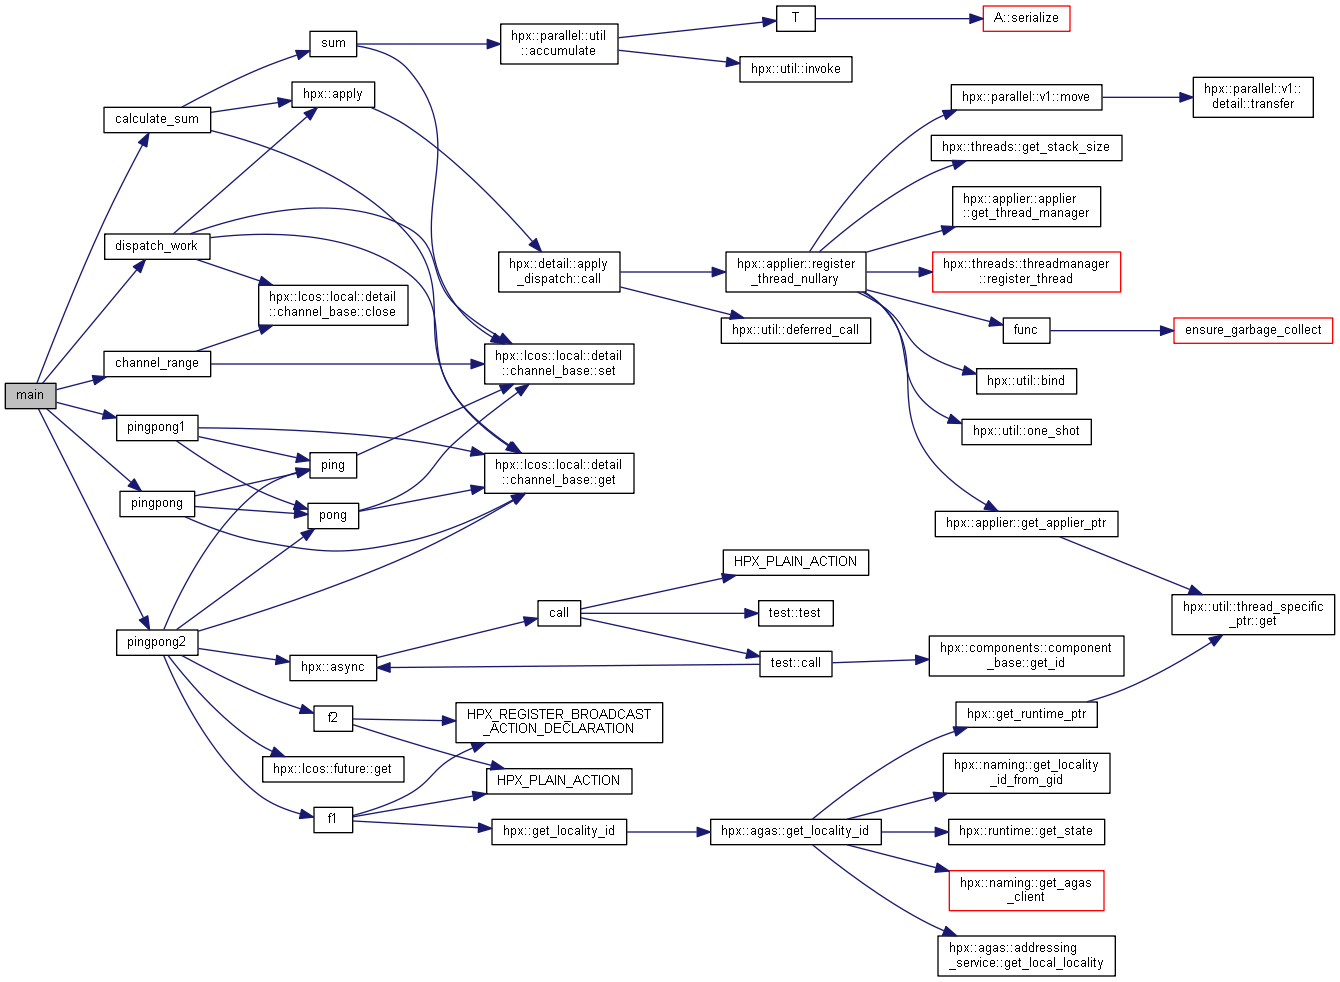 main
calculate_sum
dispatch_work
channel_range
pingpong1
pingpong
pingpong2
sum
hpx::apply
hpx::lcos::local::detail
::channel_base::close
ping
pong
hpx::async
f2
hpx::lcos::future::get
f1
hpx::parallel::util
::accumulate
hpx::detail::apply
_dispatch::call
hpx::lcos::local::detail
::channel_base::set
hpx::lcos::local::detail
::channel_base::get
call
HPX_REGISTER_BROADCAST
_ACTION_DECLARATION
HPX_PLAIN_ACTION
hpx::get_locality_id
T
hpx::util::invoke
hpx::applier::register
_thread_nullary
hpx::util::deferred_call
HPX_PLAIN_ACTION
test::test
test::call
hpx::agas::get_locality_id
A::serialize
hpx::parallel::v1::move
hpx::threads::get_stack_size
hpx::applier::applier
::get_thread_manager
hpx::threads::threadmanager
::register_thread
func
hpx::util::bind
hpx::util::one_shot
hpx::applier::get_applier_ptr
hpx::components::component
_base::get_id
hpx::get_runtime_ptr
hpx::naming::get_locality
_id_from_gid
hpx::runtime::get_state
hpx::naming::get_agas
_client
hpx::agas::addressing
_service::get_local_locality
hpx::parallel::v1::
detail::transfer
ensure_garbage_collect
hpx::util::thread_specific
_ptr::get